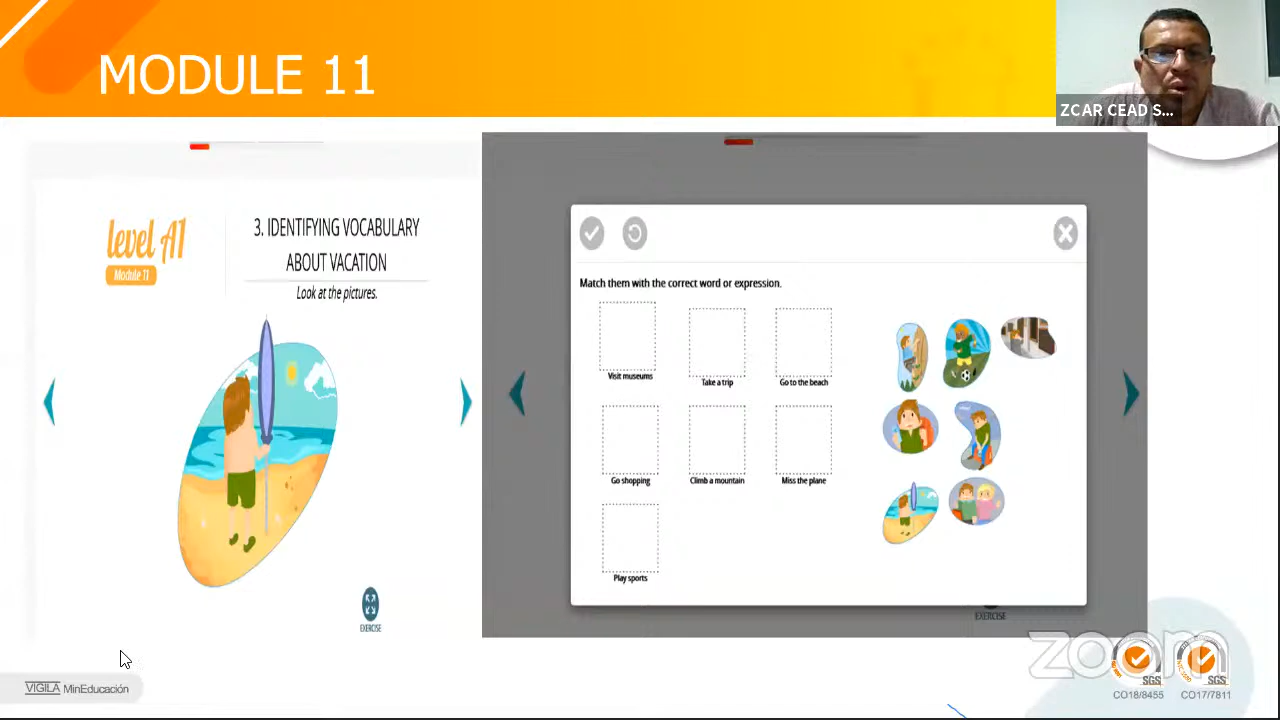 MODULE 11
ZCAR CEAD S...
level A1
Module 11
3. IDENTIFYING VOCABULARY
ABOUT VACATION
Look at the pictures.
EXERCISE
Match them with the correct word or expression.
Visit museums
Take a trip
Go to the beach
Go shopping
Climb a mountain
Miss the plane
Play sports
EXERCISE
zoom
SGS
SGS
CO18/8455
CO17/7811
VIGILA MinEducación